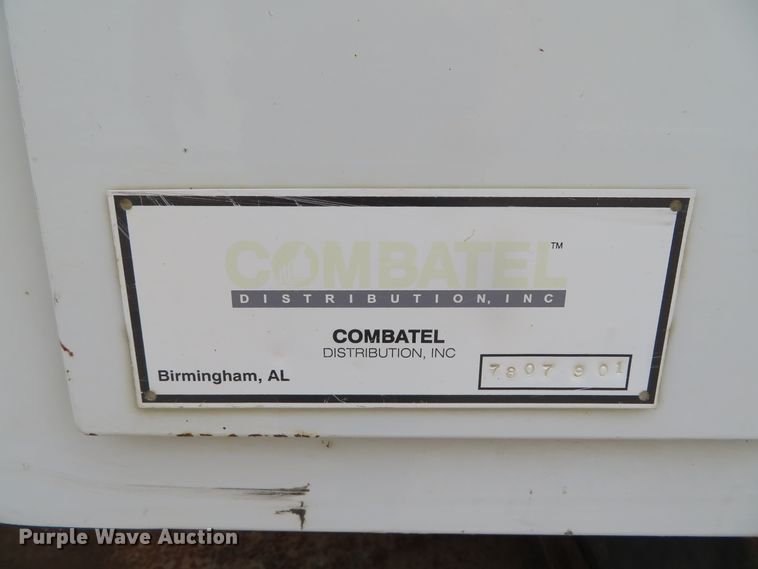 COMBATEL™
DISTRIBUTION, INC
COMBATEL
DISTRIBUTION, INC
Birmingham, AL
7807 901
Purple Wave Auction